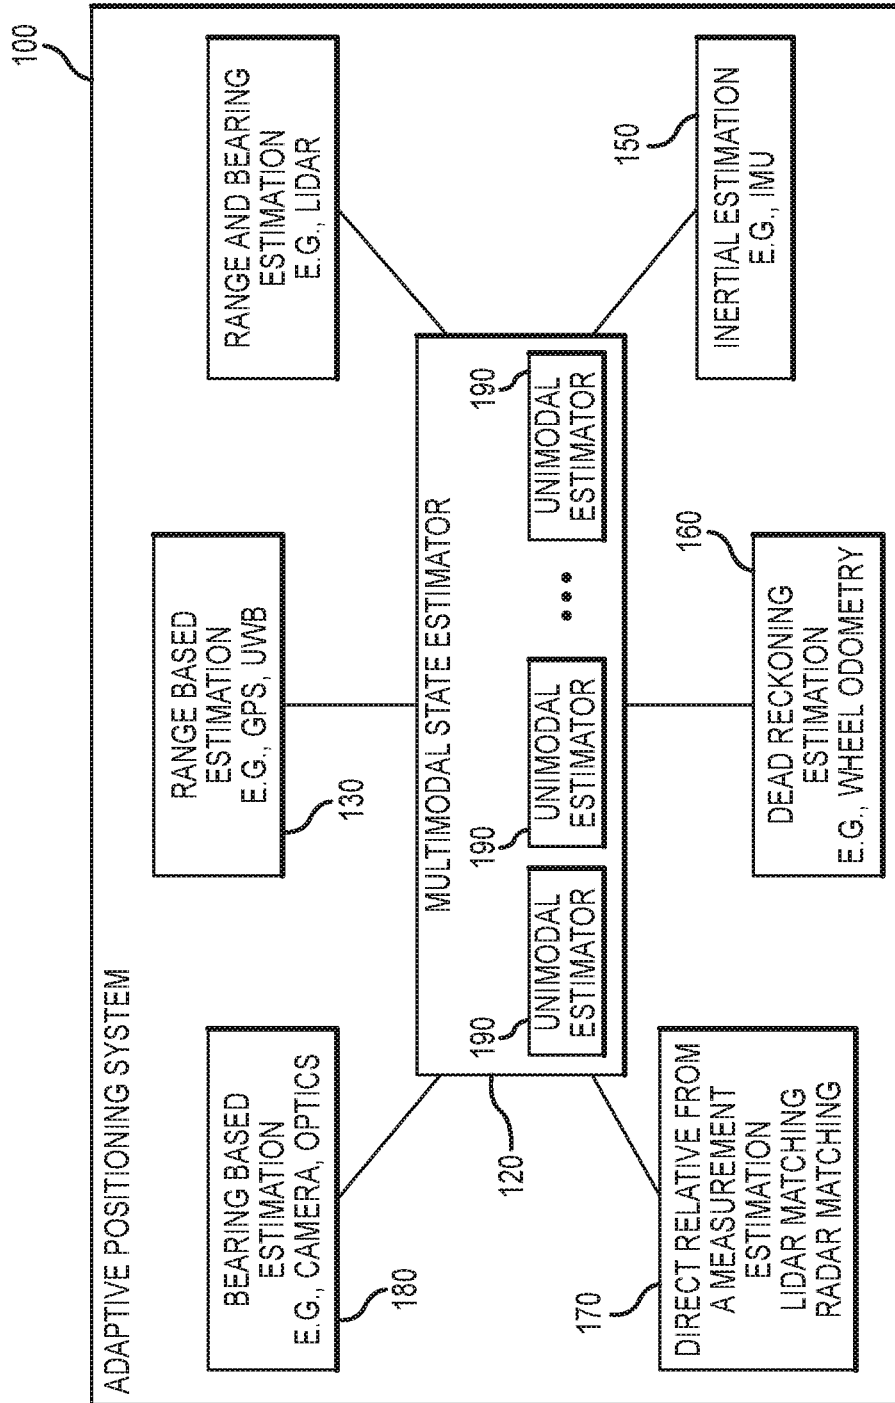 100
ADAPTIVE POSITIONING SYSTEM
BEARING BASED
ESTIMATION
E.G., CAMERA, OPTICS
180
RANGE BASED
ESTIMATION
E.G., GPS, UWB
130
RANGE AND BEARING
ESTIMATION
E.G., LIDAR
MULTIMODAL STATE ESTIMATOR
120
190
UNIMODAL
ESTIMATOR
190
UNIMODAL
ESTIMATOR
•••
190
UNIMODAL
ESTIMATOR
170
DIRECT RELATIVE FROM
A MEASUREMENT
ESTIMATION
LIDAR MATCHING
RADAR MATCHING
160
DEAD RECKONING
ESTIMATION
E.G., WHEEL ODOMETRY
150
INERTIAL ESTIMATION
E.G., IMU